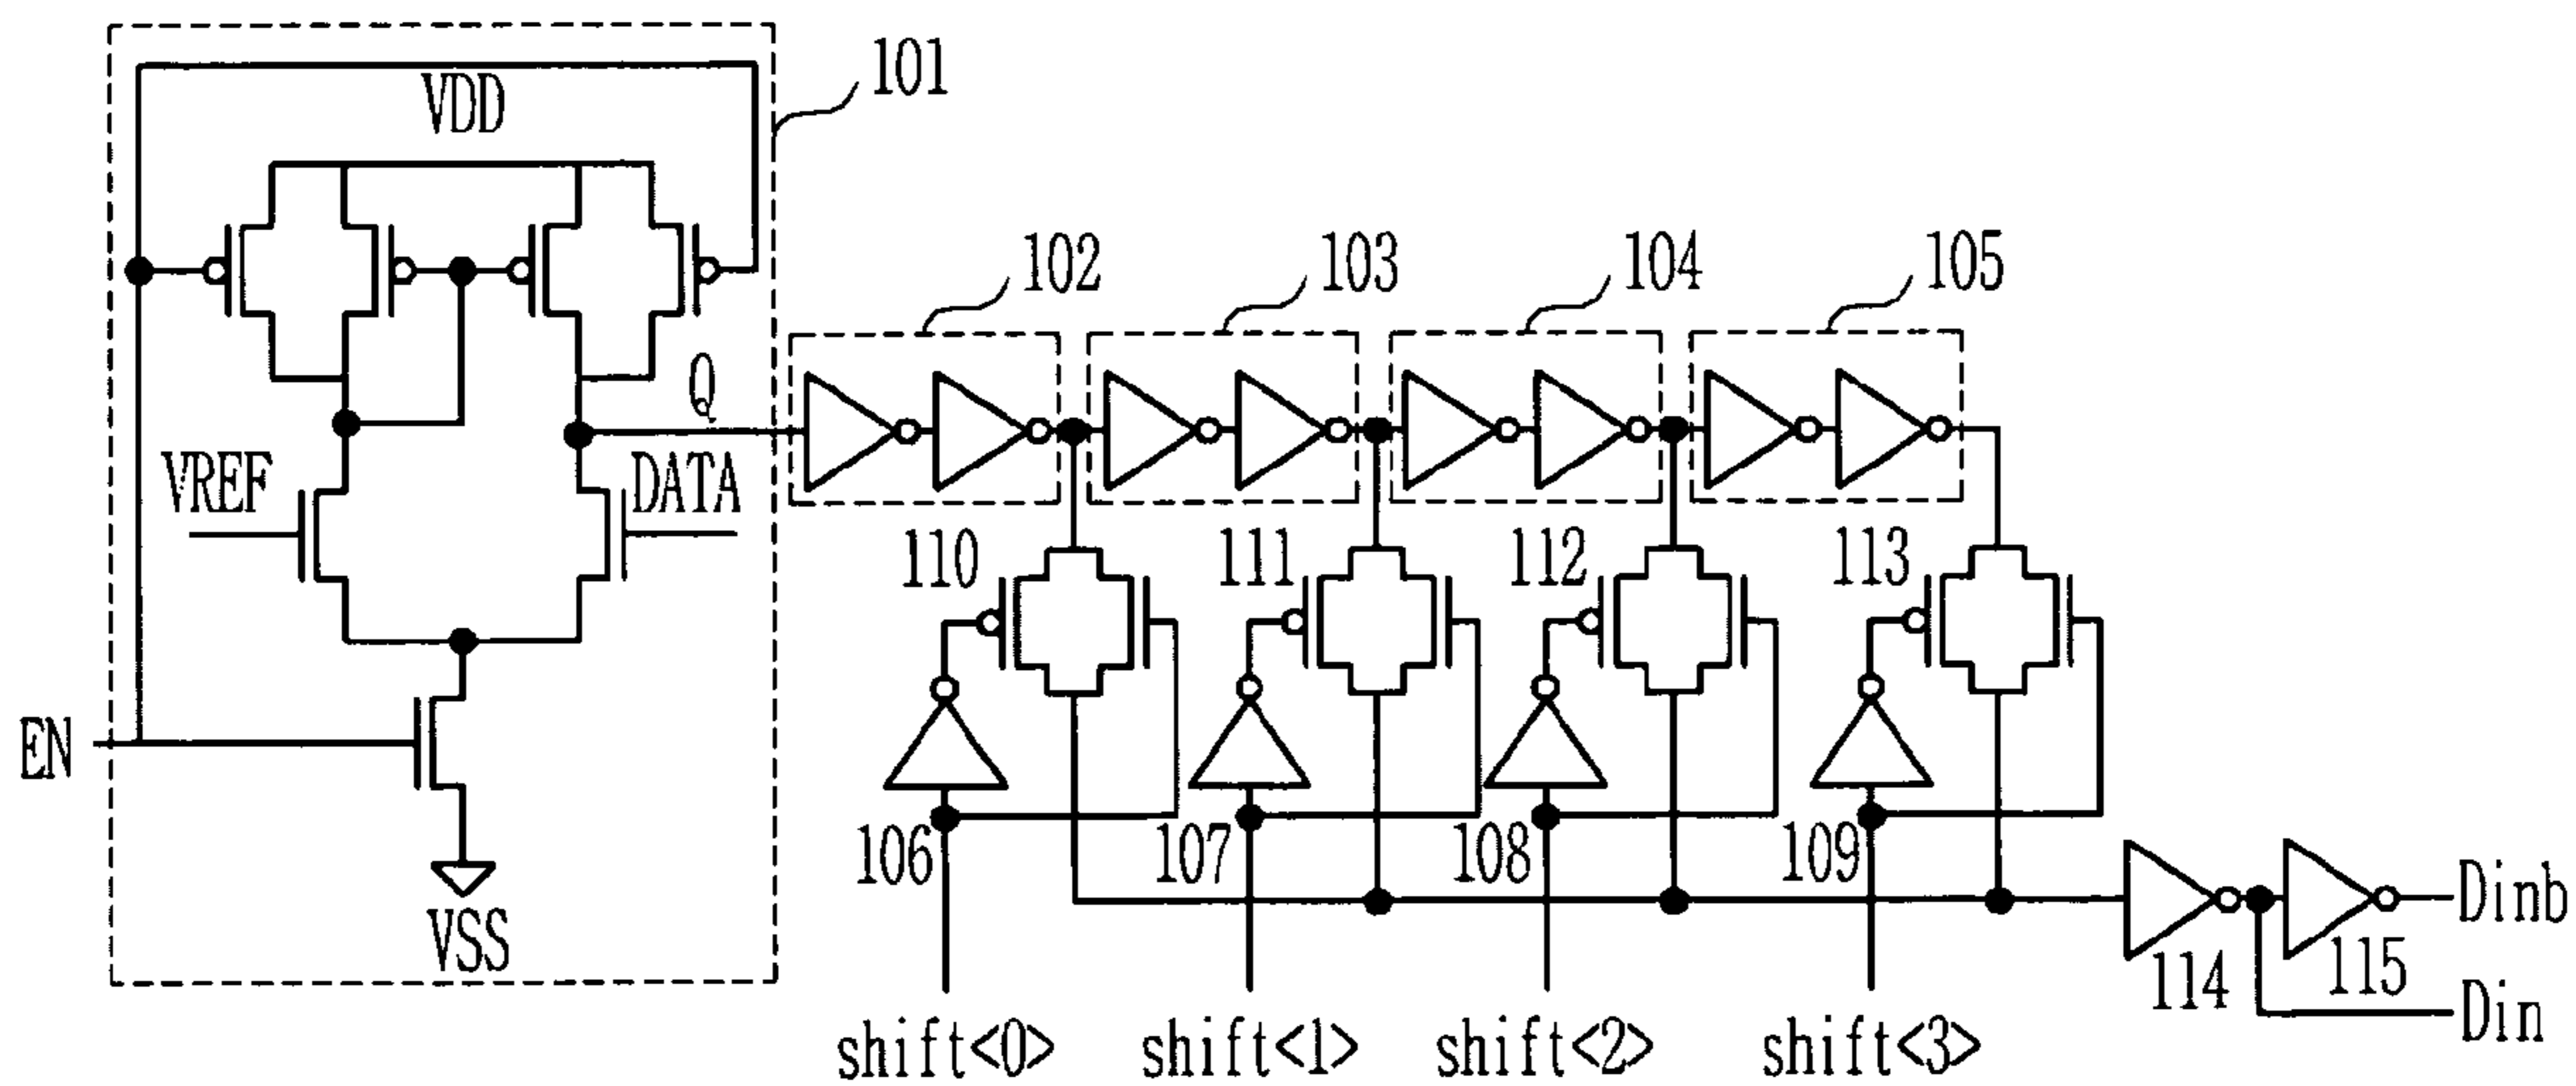 101
VDD
102
103
104
105
Q
VREF
DATA
110
111
112
113
EN
106
107
108
109
VSS
114
115
Dinb
Din
shift<0>
shift<1>
shift<2>
shift<3>